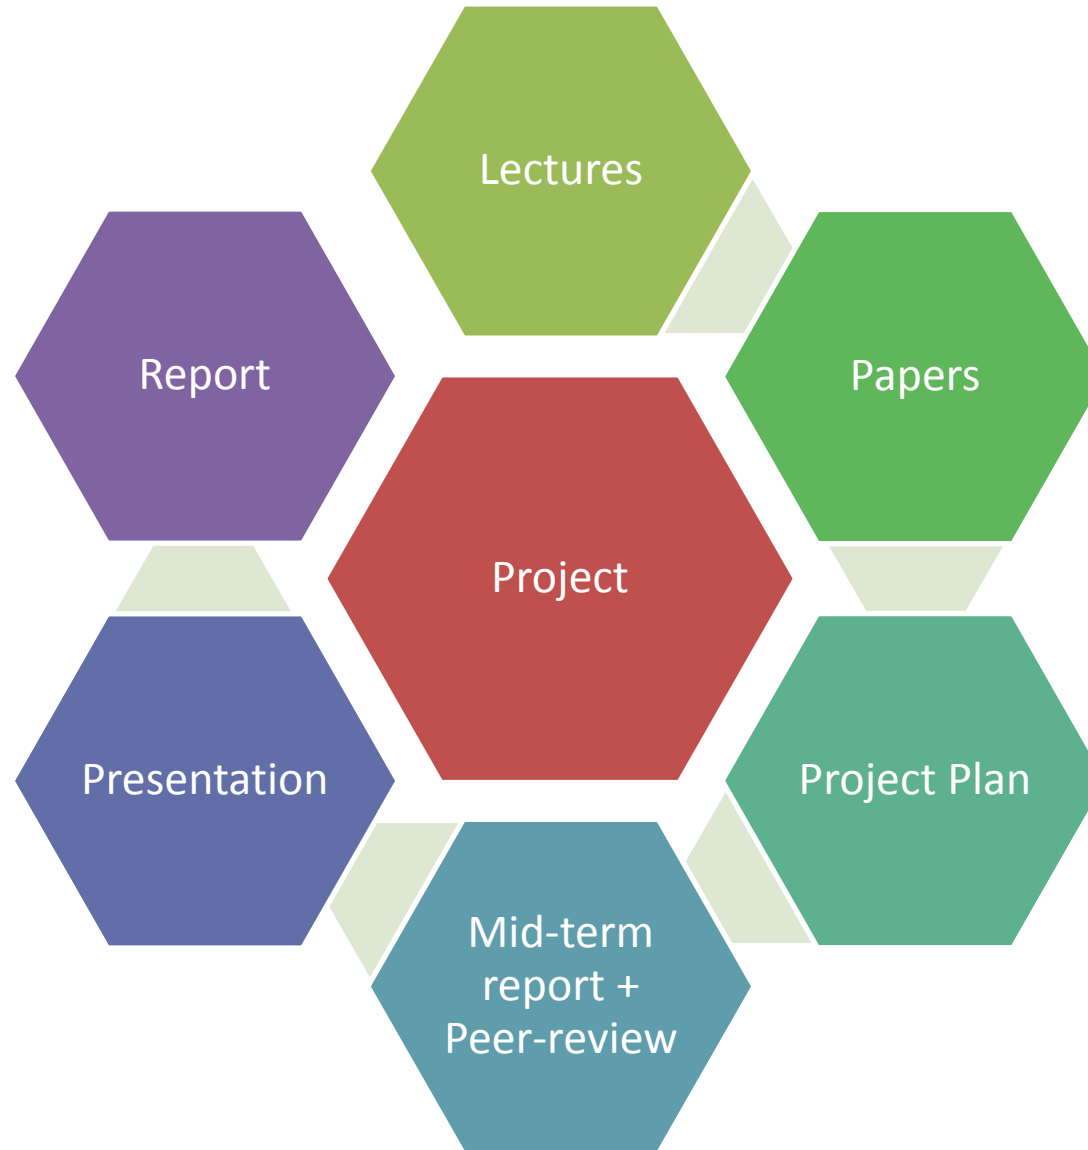 Lectures
Papers
Project Plan
Mid-term
report +
Peer-review
Presentation
Report
Project